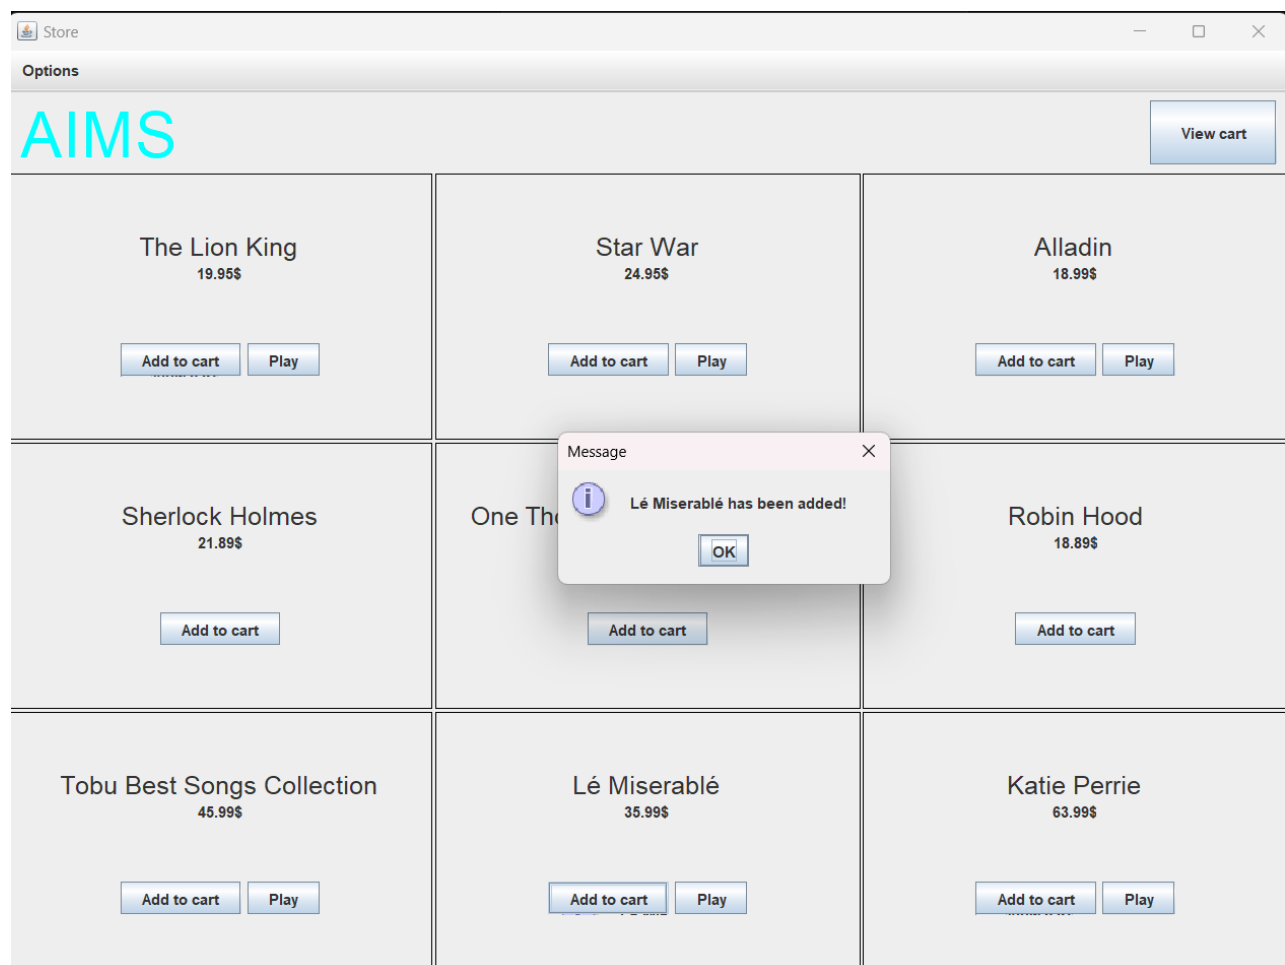 Store
Options
AIMS
View cart
The Lion King
19.95$
Add to cart Play
Star War
24.95$
Add to cart Play
Alladin
18.99$
Add to cart Play
Sherlock Holmes
21.89$
Add to cart
One
Add to cart
Message
Lé Miserablé has been added!
OK
Robin Hood
18.89$
Add to cart
Tobu Best Songs Collection
45.99$
Add to cart Play
Lé Miserablé
35.99$
Add to cart Play
Katie Perrie
63.99$
Add to cart Play